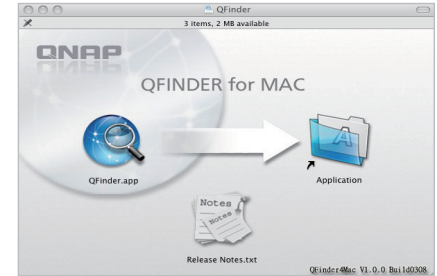 QFinder
3 items, 2 MB available
QNAP
QFINDER for MAC
A
QFinder.app
Application
Notes
Notes
Release Notes.txt
QFinder4Mac V1.0.0 Build0308